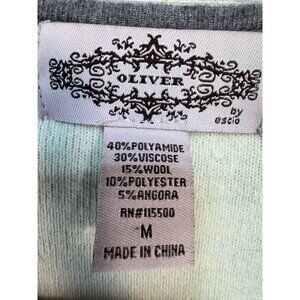 OLIVER
by
escio
40%POLYAMIDE
30%VISCOSE
15%WOOL
10%POLYESTER
5%ANGORA
RN#115500
M
MADE IN CHINA